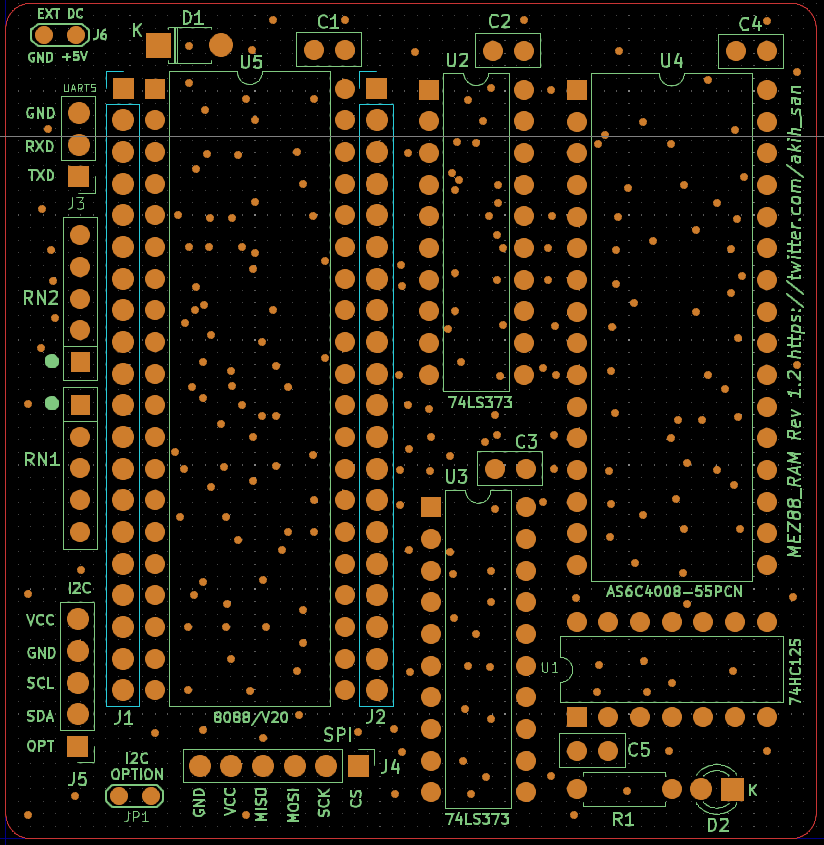 EXT DC
J6
GND +5V
K
D1
C1
C2
C4
U5
U2
U4
UART5
GND
RXD
TXD
J3
RN2
RN1
74LS373
C3
U3
MEZ88_RAM Rev 1.2 https://twitter.com/akih_san
AS6C4008-55PCN
I2C
VCC
GND
SCL
SDA
OPT
J5
J1
8088/V20
J2
U1
74HC125
SPI
J4
C5
I2C
OPTION
JP1
GND
VCC
MISO
MOSI
SCK
CS
74LS373
R1
D2
K